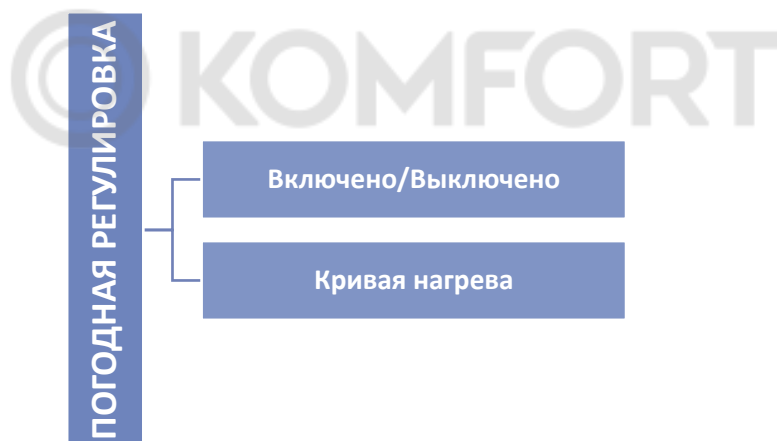 © KOMFORT
ПОГОДНАЯ РЕГУЛИРОВКА
Включено/Выключено
Кривая нагрева